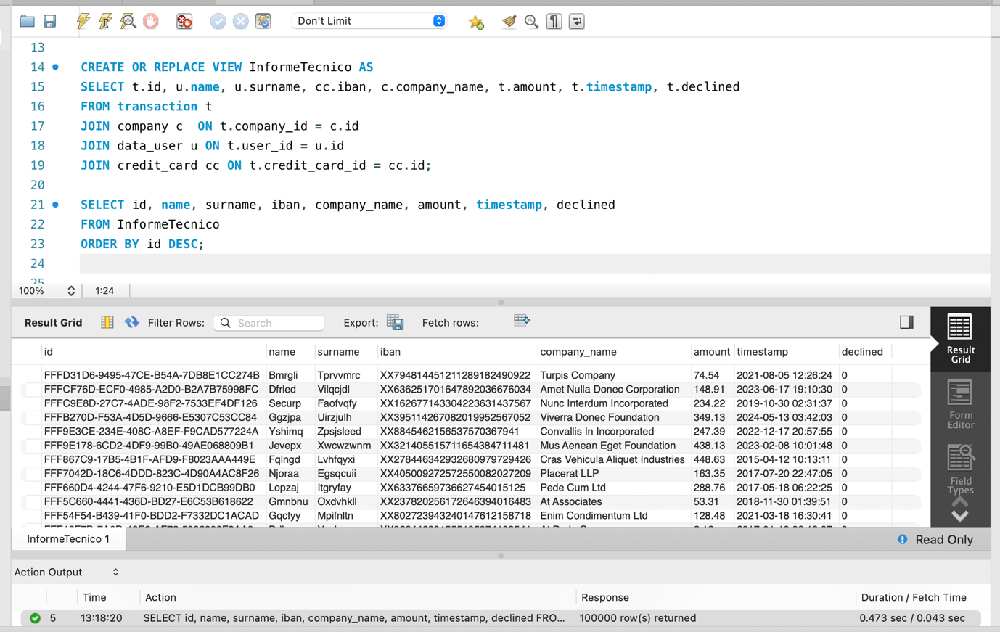 Don't Limit
13
14 CREATE OR REPLACE VIEW InformeTecnico AS
15 SELECT t.id, u.name, u.surname, cc.iban, c.company_name, t.amount, t.timestamp, t.declined
16 FROM transaction t
17 JOIN company c  ON t.company_id = c.id
18 JOIN data_user u ON t.user_id = u.id
19 JOIN credit_card cc ON t.credit_card_id = cc.id;
20
21 SELECT id, name, surname, iban, company_name, amount, timestamp, declined
22 FROM InformeTecnico
23 ORDER BY id DESC;
24
25
100% 1:24
Result Grid Filter Rows: Search Export: Fetch rows:
id name surname iban company_name amount timestamp declined
FFFD31D6-9495-47CE-B54A-7DB8E1CC274B Bmrgli Tprvvmrc XX794814451211289182490922 Turpis Company 74.54 2021-08-05 12:26:24 0
FFFCF76D-ECF0-4985-A2D0-B2A7B75998FC Dfrled Vilqcjdl XX636251701647892036676034 Amet Nulla Donec Corporation 148.91 2023-06-17 19:10:30 0
FFFC9E8D-27C7-4ADE-98F2-7533EF4DF126 Securp Faofvqfy XX162677143304223631437567 Nunc Interdum Incorporated 234.22 2019-10-30 02:31:37 0
FFFB270D-F53A-4D5D-9666-E5307C53CC84 Ggzjpa Uirzjulh XX395114267082019952567052 Viverra Donec Foundation 349.13 2024-05-13 03:42:03 0
FFF9E3CE-234E-408C-A8EF-F9CAD577224A Yshimq Zpsjsleed XX8845462156537570367941 Convallis In Incorporated 247.39 2022-12-17 20:57:55 0
FFF9E178-6CD2-4DF9-99B0-49AE068809B1 Jevepx Xwcwzwnm XX321405515711654384711481 Mus Aenean Eget Foundation 438.13 2023-02-08 10:01:48 0
FFF867C9-17B5-4B1F-AFD9-F8023AAA449E Fqlngd Lvhfqyxi XX278446342932680979729426 Cras Vehicula Aliquet Industries 448.63 2015-04-12 10:13:11 0
FFF7042D-18C6-4DDD-823C-4D90A4AC8F26 Njoraa Egsqcuii XX405009272572550082027209 Placerat LLP 163.35 2017-07-20 22:47:05 0
FFF660D4-4244-47F6-9210-E5D1DCB99DB0 Lopzaj Itgryfay XX633766597366274540​15125 Pede Cum Ltd 288.76 2017-05-18 06:22:25 0
FFF5C660-4441-436D-BD27-E6C53B618622 Gmnbnu Oxdvhkll XX237820256172646394016483 At Associates 53.31 2018-11-30 01:39:51 0
FFF54F54-B439-41F0-BDD2-F7332DC1ACAD Gqcfyy Mpifnltn XX802723943240147612158718 Enim Condimentum Ltd 128.48 2021-03-18 16:30:41 0
Result
Grid
Form
Editor
Field
Types
InformeTecnico 1 Read Only
Action Output
Time Action Response Duration / Fetch Time
5 13:18:20 SELECT id, name, surname, iban, company_name, amount, timestamp, declined FRO... 100000 row(s) returned 0.473 sec / 0.043 sec